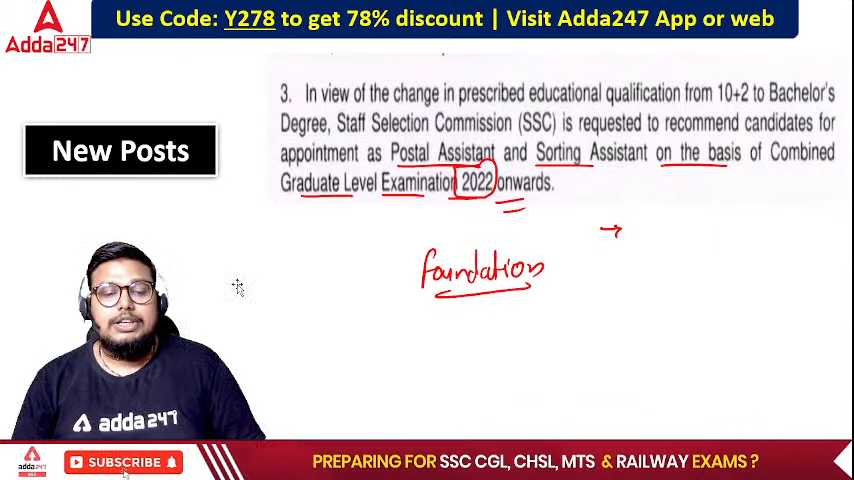 Use Code: Y278 to get 78% discount | Visit Adda247 App or web
Adda247
3. In view of the change in prescribed educational qualification from 10+2 to Bachelor's
Degree, Staff Selection Commission (SSC) is requested to recommend candidates for
appointment as Postal Assistant and Sorting Assistant on the basis of Combined
Graduate Level Examination 2022 onwards.
New Posts
foundation
adda247
adda247
SSC
SUBSCRIBE
PREPARING FOR SSC CGL, CHSL, MTS & RAILWAY EXAMS ?